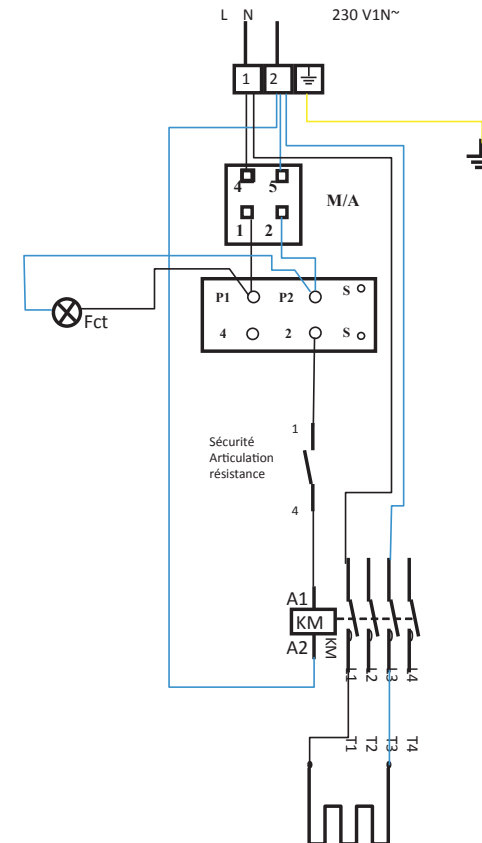 L N 230 V1N~
1 2
4 5
M/A
1 2
P1 P2 S
Fct
4 2 S
1
Sécurité
Articulation
résistance
4
A1
KM
A2
KM
L1 L2 L3 L4
T1 T2 T3 T4